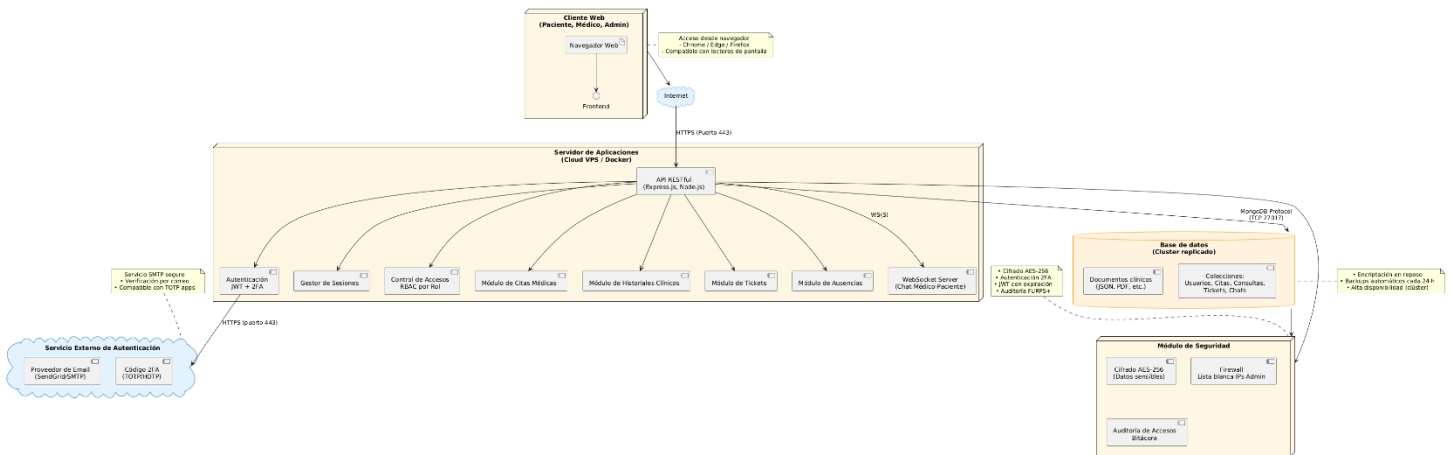 Cliente Web
(Paciente, Médico, Admin)
Navegador Web
Frontend
Acceso desde navegador
- Chrome / Edge / Firefox
- Compatible con lectores de pantalla
Internet
HTTPS (Puerto 443)
Servidor de Aplicaciones
(Cloud VPS / Docker)
API RESTful
(Express.js, Node.js)
WS(S)
MongoDB Protocol
(TCP 27017)
Autenticación
JWT + 2FA
Gestor de Sesiones
Control de Accesos
RBAC por Rol
Módulo de Citas Médicas
Módulo de Historiales Clínicos
Módulo de Tickets
Módulo de Ausencias
WebSocket Server
(Chat Médico-Paciente)
Base de datos
(Cluster replicado)
Documentos clínicos
(JSON, PDF, etc.)
Colecciones:
Usuarios, Citas, Consultas,
Tickets, Chats
Servicio SMTP seguro
• Verificación por correo
• Compatible con TOTP apps
• Cifrado AES-256
• Autenticación 2FA
• JWT con expiración
• Auditoría FURPS+
• Encriptación en reposo
• Backups automáticos cada 24 h
• Alta disponibilidad (clúster)
HTTPS (puerto 443)
Servicio Externo de Autenticación
Proveedor de Email
(SendGrid/SMTP)
Código 2FA
(TOTP/HOTP)
Módulo de Seguridad
Cifrado AES-256
(Datos sensibles)
Firewall
Lista blanca IPs Admin
Auditoría de Accesos
Bitácora